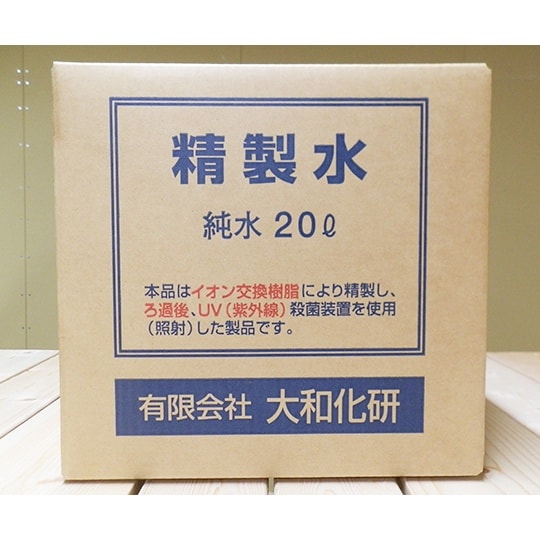 精製水
純水 20ℓ
本品はイオン交換樹脂により精製し、
ろ過後、UV（紫外線）殺菌装置を使用
（照射）した製品です。
有限会社 大和化研